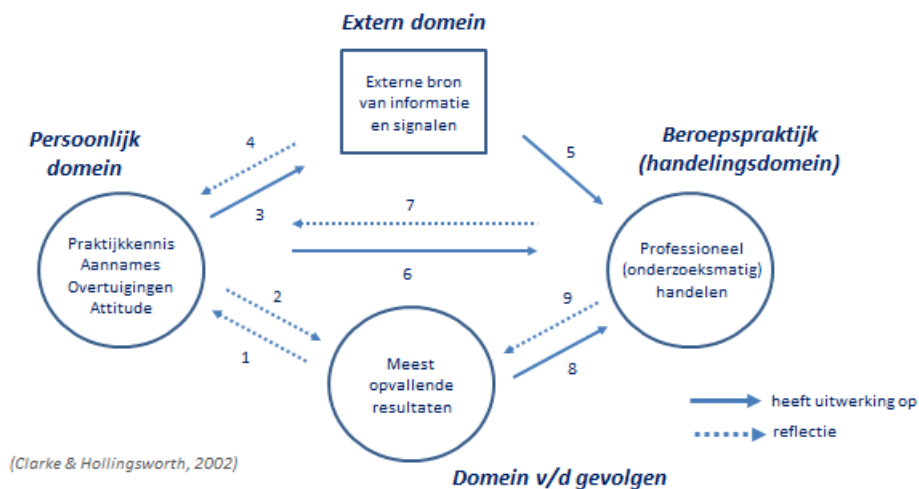 Extern domein
Externe bron
van informatie
en signalen
Persoonlijk
domein
4
5
Beroepspraktijk
(handelingsdomein)
3
7
Praktijkkennis
Aannames
Overtuigingen
Attitude
Professioneel
(onderzoeksmatig)
handelen
6
2
9
1
8
Meest
opvallende
resultaten
heeft uitwerking op
reflectie
(Clarke & Hollingsworth, 2002)
Domein v/d gevolgen